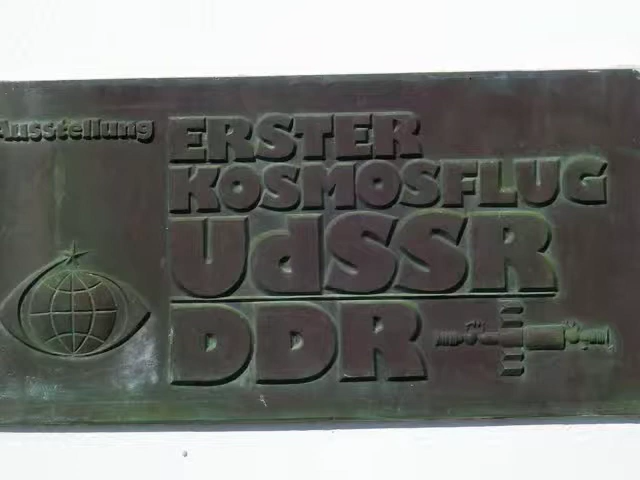 Ausstellung
ERSTER
KOSMOSFLUG
UdSSR
DDR